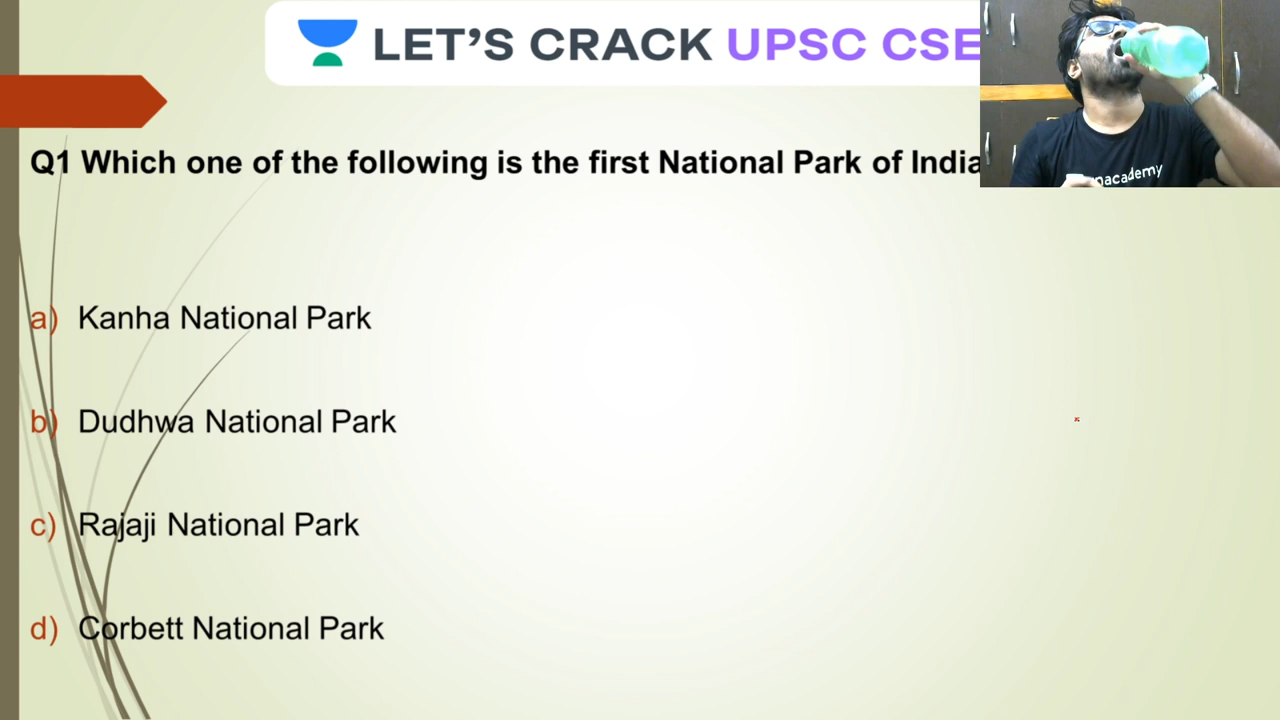 LET'S CRACK UPSC CSE
Q1 Which one of the following is the first National Park of India
a) Kanha National Park
b) Dudhwa National Park
c) Rajaji National Park
d) Corbett National Park